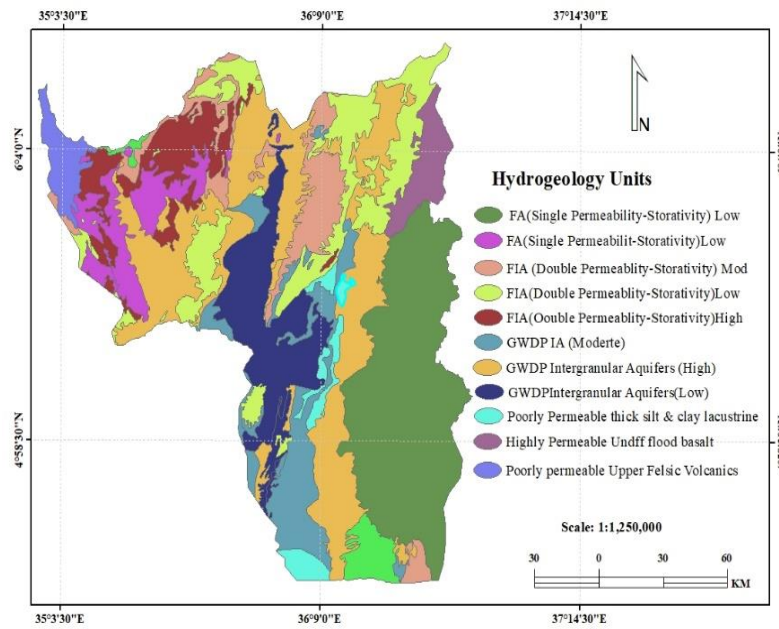 35°3'30"E 36°9'0"E 37°14'30"E
6°4'0"N
N
Hydrogeology Units
FA(Single Permeability-Storativity) Low
FA(Single Permeabilit-Storativity)Low
FIA (Double Permeablity-Storativity) Mod
FIA(Double Permeablity-Storativity)Low
FIA(Oouble Permeablity-Storativity)High
GWDP IA (Moderte)
GWDP Intergranular Aquifers (High)
GWDPIntergranular Aquifers(Low)
Poorly Permeable thick silt & clay lacustrine
Highly Permeable Undff flood basalt
Poorly permeable Upper Felsic Volcanics
4°58'30"N
Scale: 1:1,250,000
30 0 30 60
KM
35°3'30"E 36°9'0"E 37°14'30"E